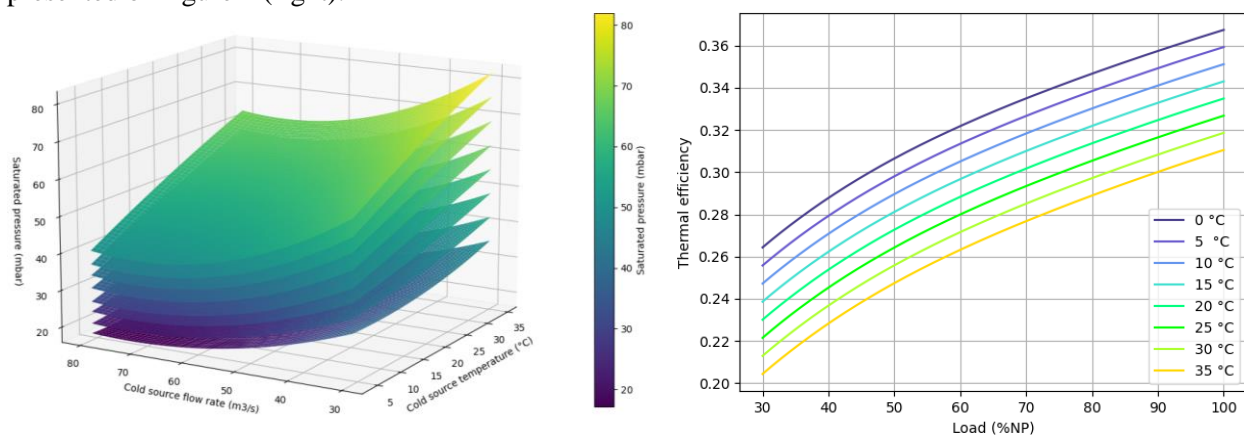 presented on Figure
(right).
80
70
60
50
40
30
20
Saturated pressure (mbar)
80
70
60
50
40
30
Cold source flow rate (m3/s)
5
10
15
20
25
30
35
Cold source temperature (°C)
80
70
60
50
40
30
20
Saturated pressure (mbar)
0.36
0.34
0.32
0.30
0.28
0.26
0.24
0.22
0.20
Thermal efficiency
30 40 50 60 70 80 90 100
Load (%NP)
0 °C
5 °C
10 °C
15 °C
20 °C
25 °C
30 °C
35 °C